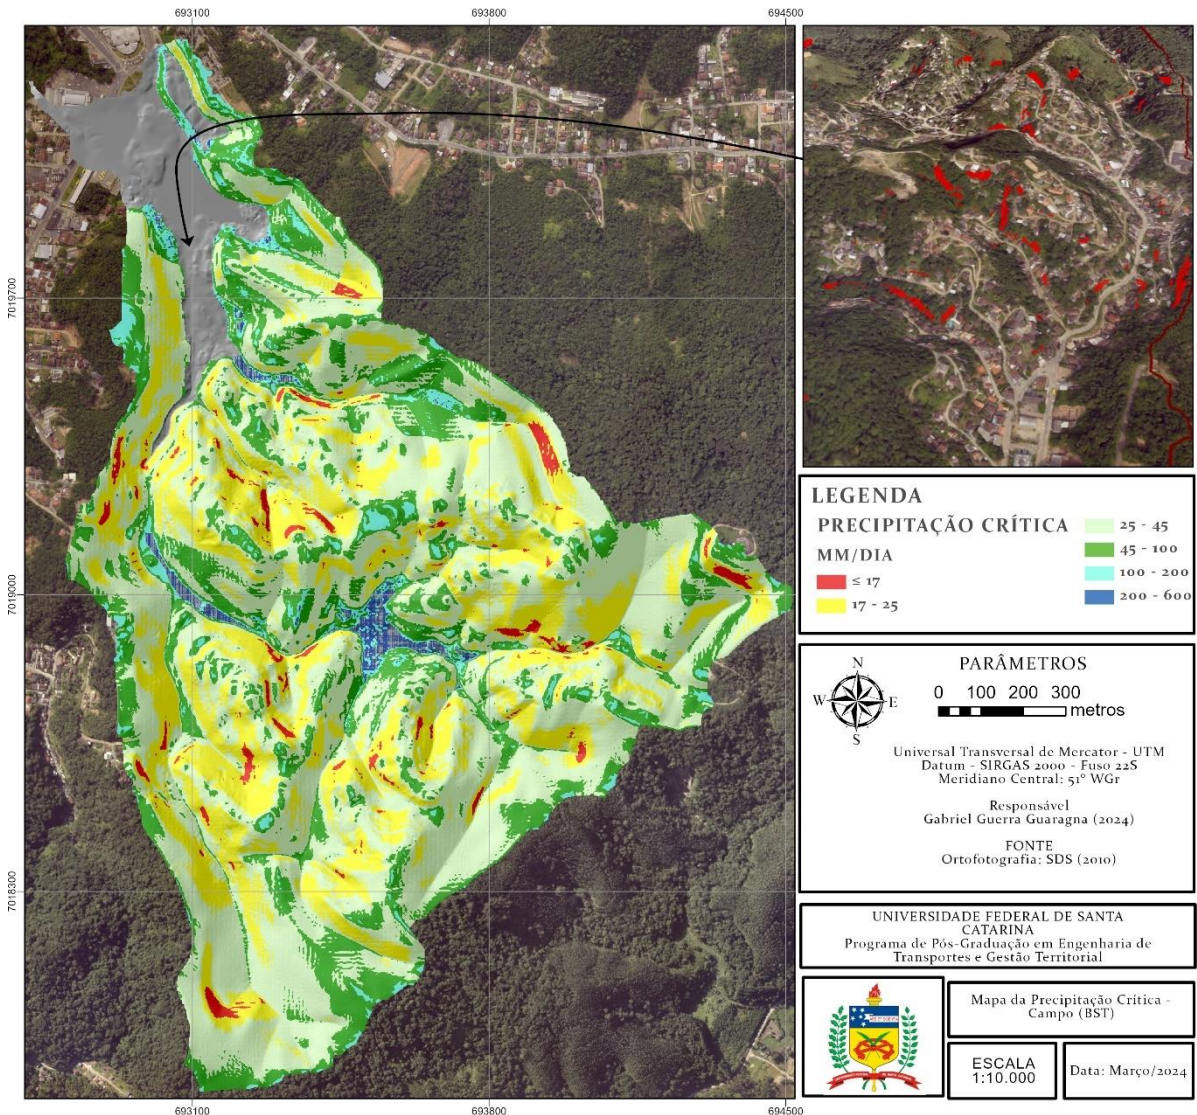 693100
693800
694500
7019700
7019000
7018300
693100
693800
694500
LEGENDA
PRECIPITAÇÃO CRÍTICA
MM/DIA
≤ 17
17 - 25
25 - 45
45 - 100
100 - 200
200 - 600
PARÂMETROS
N
W
E
S
0 100 200 300
metros
Universal Transversal de Mercator - UTM
Datum - SIRGAS 2000 - Fuso 22S
Meridiano Central: 51° WGr
Responsável
Gabriel Guerra Guaragna (2024)
FONTE
Ortofotografia: SDS (2010)
UNIVERSIDADE FEDERAL DE SANTA
CATARINA
Programa de Pós-Graduação em Engenharia de
Transportes e Gestão Territorial
Mapa da Precipitação Crítica -
Campo (BST)
ESCALA
1:10.000
Data: Março/2024